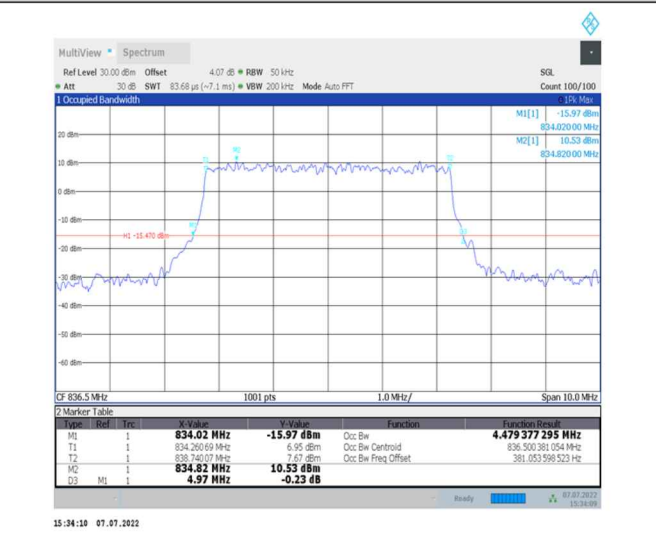 MultiView Spectrum
Ref Level 30.00 dBm Offset 4.07 dB RBW 50 kHz SGL
Att 30 dB SWT 83.68 µs (~7.1 ms) VBW 200 kHz Mode Auto FFT Count 100/100
1 Occupied Bandwidth 1Pk Max
M1[1] -15.97 dBm
834.02000 MHz
M2[1] 10.53 dBm
834.82000 MHz
20 dBm
10 dBm
0 dBm
-10 dBm
H1 -15.470 dBm
-20 dBm
-30 dBm
-40 dBm
-50 dBm
-60 dBm
CF 836.5 MHz 1001 pts 1.0 MHz/ Span 10.0 MHz
2 Marker Table
Type Ref Trc X-Value Y-Value Function Function Result
M1 1 834.02 MHz -15.97 dBm Occ Bw 4.479 377 295 MHz
T1 1 834.26069 MHz 6.95 dBm Occ Bw Centroid 836.500 381 054 MHz
T2 1 838.74007 MHz 7.67 dBm Occ Bw Freq Offset 381.053 598 523 Hz
M2 1 834.82 MHz 10.53 dBm
D3 M1 1 4.97 MHz -0.23 dB
Ready 07.07.2022
15:34:09
15:34:10 07.07.2022